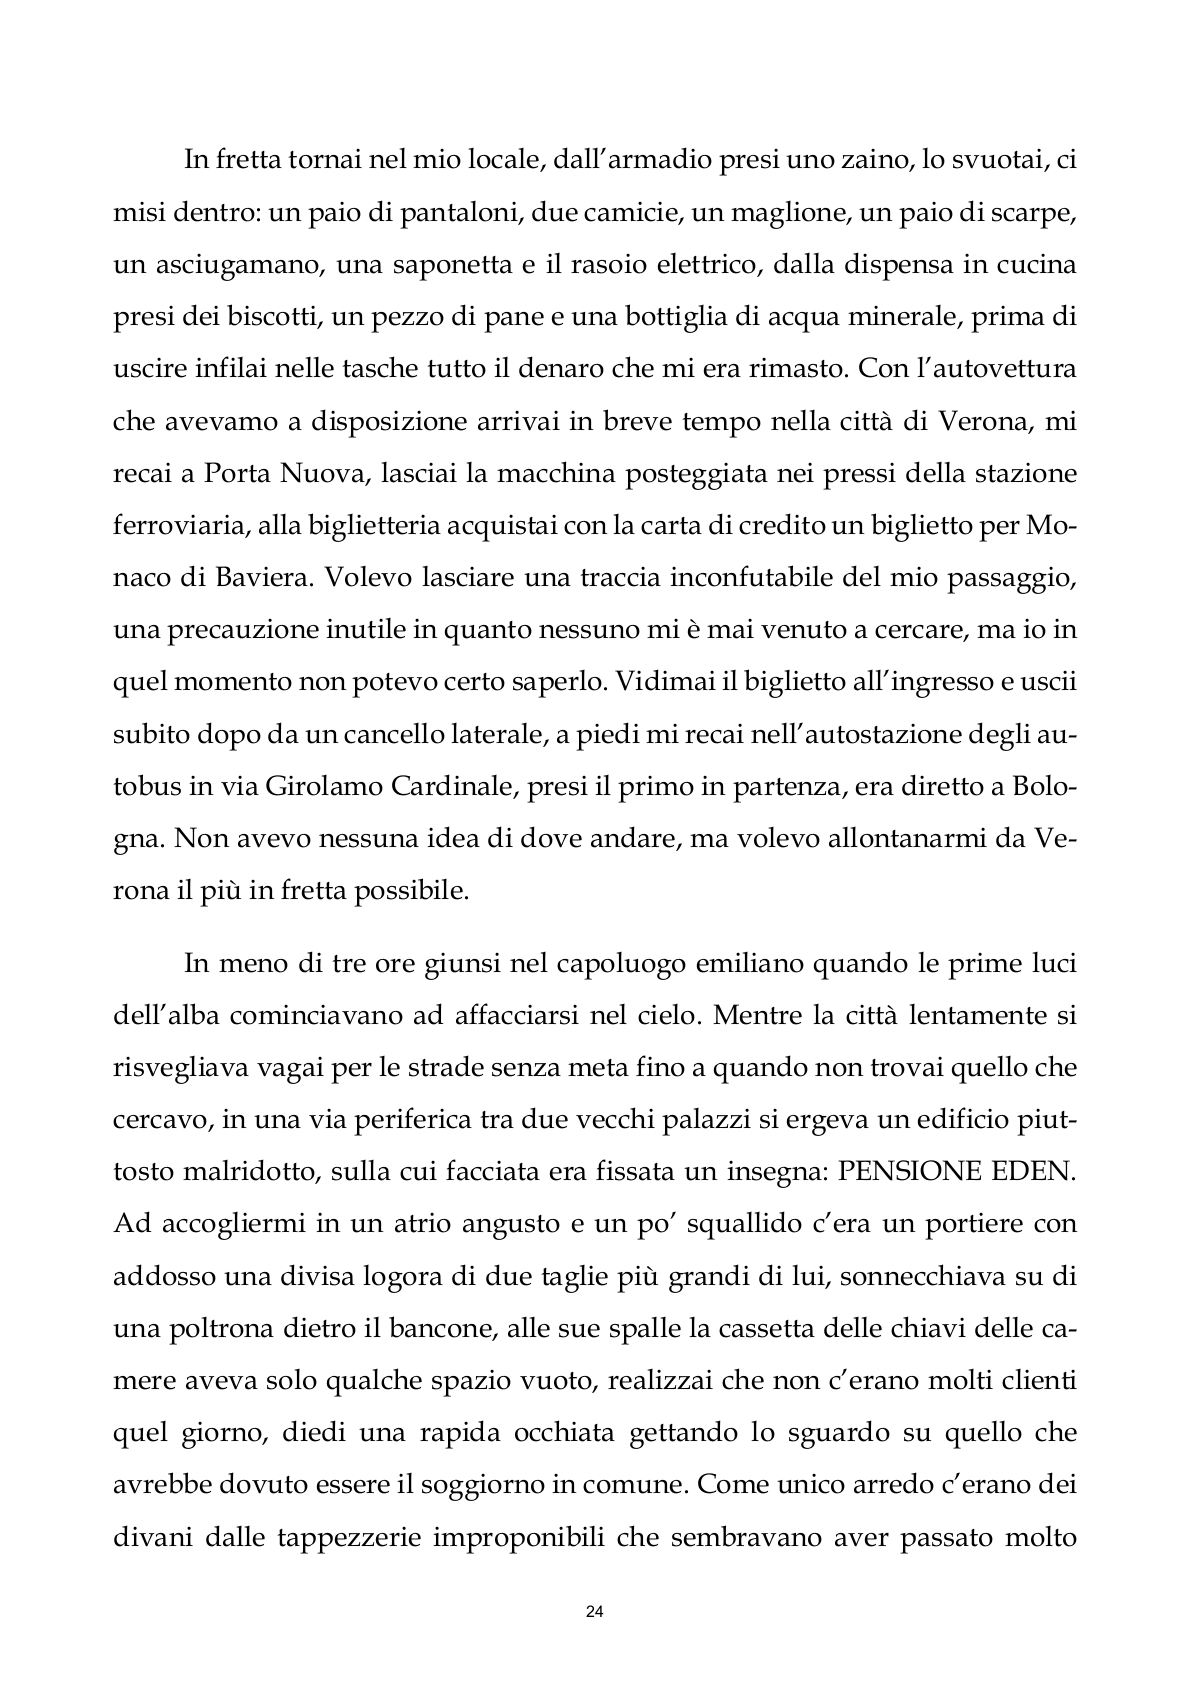 In fretta tornai nel mio locale, dall’armadio presi uno zaino, lo svuotai, ci
misi dentro: un paio di pantaloni, due camicie, un maglione, un paio di scarpe,
un asciugamano, una saponetta e il rasoio elettrico, dalla dispensa in cucina
presi dei biscotti, un pezzo di pane e una bottiglia di acqua minerale, prima di
uscire infilai nelle tasche tutto il denaro che mi era rimasto. Con l’autovettura
che avevamo a disposizione arrivai in breve tempo nella città di Verona, mi
recai a Porta Nuova, lasciai la macchina posteggiata nei pressi della stazione
ferroviaria, alla biglietteria acquistai con la carta di credito un biglietto per Mo-
naco di Baviera. Volevo lasciare una traccia inconfutabile del mio passaggio,
una precauzione inutile in quanto nessuno mi è mai venuto a cercare, ma io in
quel momento non potevo certo saperlo. Vidimai il biglietto all’ingresso e uscii
subito dopo da un cancello laterale, a piedi mi recai nell’autostazione degli au-
tobus in via Girolamo Cardinale, presi il primo in partenza, era diretto a Bolo-
gna. Non avevo nessuna idea di dove andare, ma volevo allontanarmi da Ve-
rona il più in fretta possibile.
In meno di tre ore giunsi nel capoluogo emiliano quando le prime luci
dell’alba cominciavano ad affacciarsi nel cielo. Mentre la città lentamente si
risvegliava vagai per le strade senza meta fino a quando non trovai quello che
cercavo, in una via periferica tra due vecchi palazzi si ergeva un edificio piut-
tosto malridotto, sulla cui facciata era fissata un insegna: PENSIONE EDEN.
Ad accogliermi in un atrio angusto e un po’ squallido c’era un portiere con
addosso una divisa logora di due taglie più grandi di lui, sonnecchiava su di
una poltrona dietro il bancone, alle sue spalle la cassetta delle chiavi delle ca-
mere aveva solo qualche spazio vuoto, realizzai che non c’erano molti clienti
quel giorno, diedi una rapida occhiata gettando lo sguardo su quello che
avrebbe dovuto essere il soggiorno in comune. Come unico arredo c’erano dei
divani dalle tappezzerie improponibili che sembravano aver passato molto
24